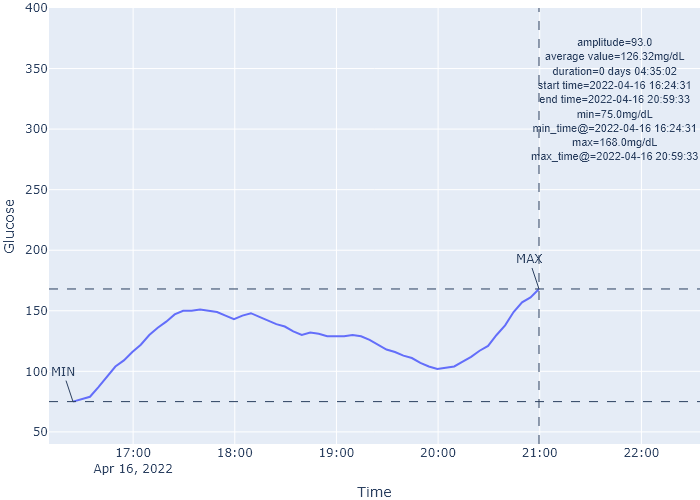 400
350
300
250
200
150
100
50
Glucose
amplitude=93.0
average value=126.32mg/dL
duration=0 days 04:35:02
start time=2022-04-16 16:24:31
end time=2022-04-16 20:59:33
min=75.0mg/dL
min_time@=2022-04-16 16:24:31
max=168.0mg/dL
max_time@=2022-04-16 20:59:33
MAX
MIN
17:00 18:00 19:00 20:00 21:00 22:00
Apr 16, 2022
Time